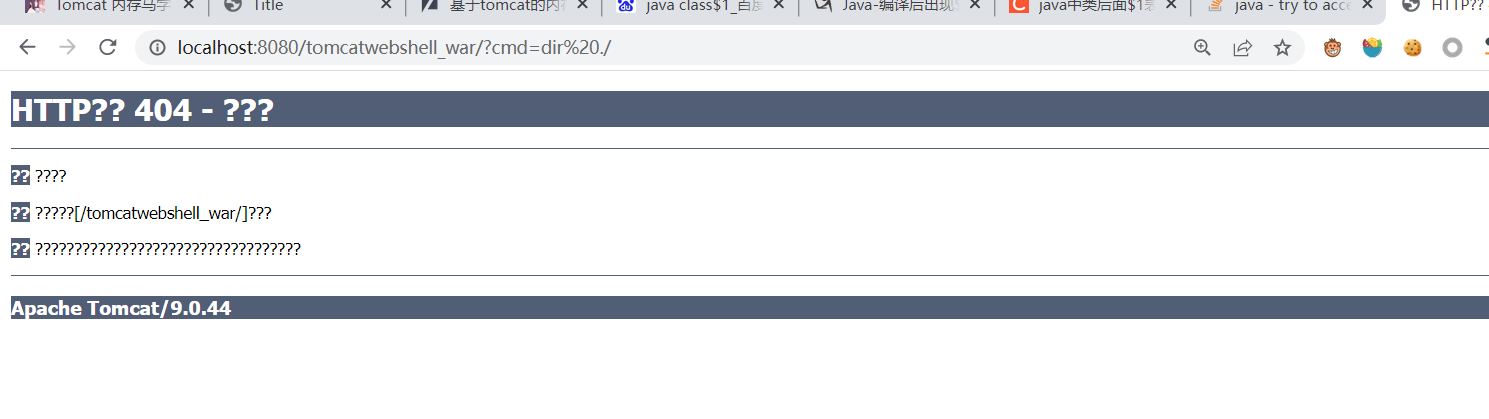 Tomcat 内存马学
Title
基于tomcat的内存
java class$1_百度
Java-编译后出现$
java中类后面$1意
java - try to acce
HTTP??
localhost:8080/tomcatwebshell_war/?cmd=dir%20./
HTTP?? 404 - ???
?? ????
?? ?????[/tomcatwebshell_war/]???
?? ??????????????????????????????????
Apache Tomcat/9.0.44